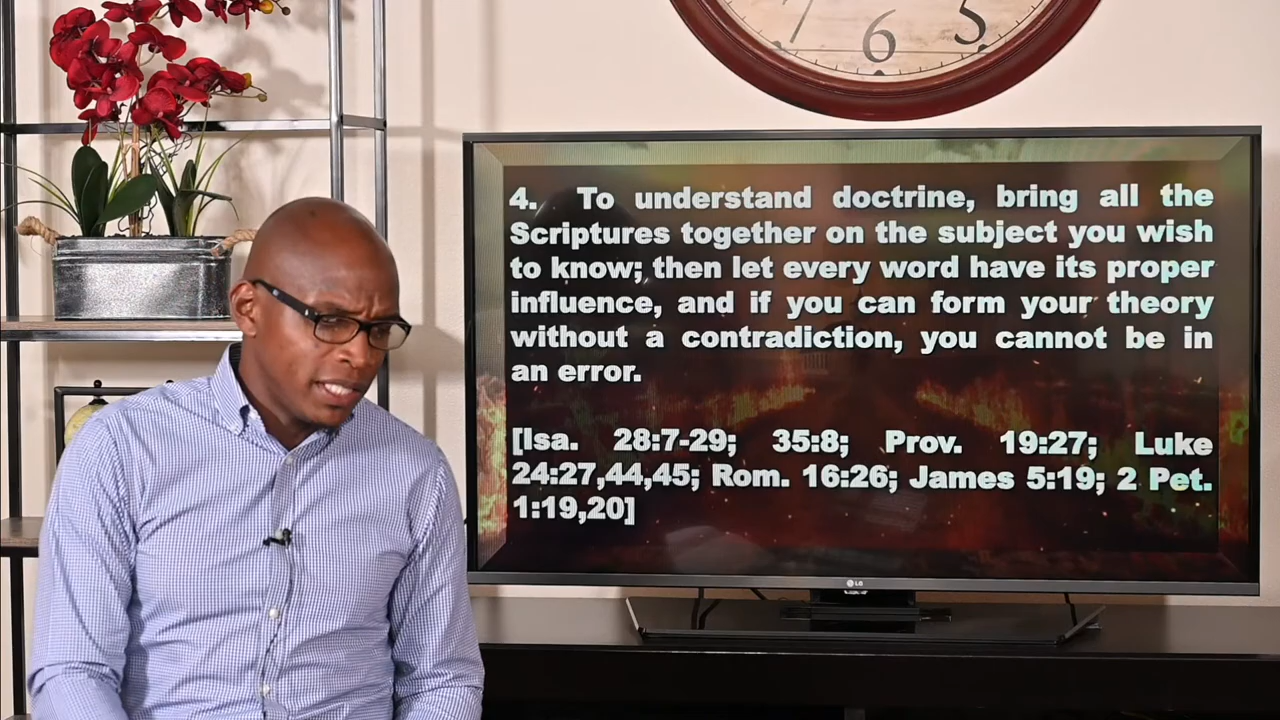 7 6 5
4. To understand doctrine, bring all the
Scriptures together on the subject you wish
to know; then let every word have its proper
influence, and if you can form your theory
without a contradiction, you cannot be in
an error.
[Isa. 28:7-29; 35:8; Prov. 19:27; Luke
24:27,44,45; Rom. 16:26; James 5:19; 2 Pet.
1:19,20]
LG